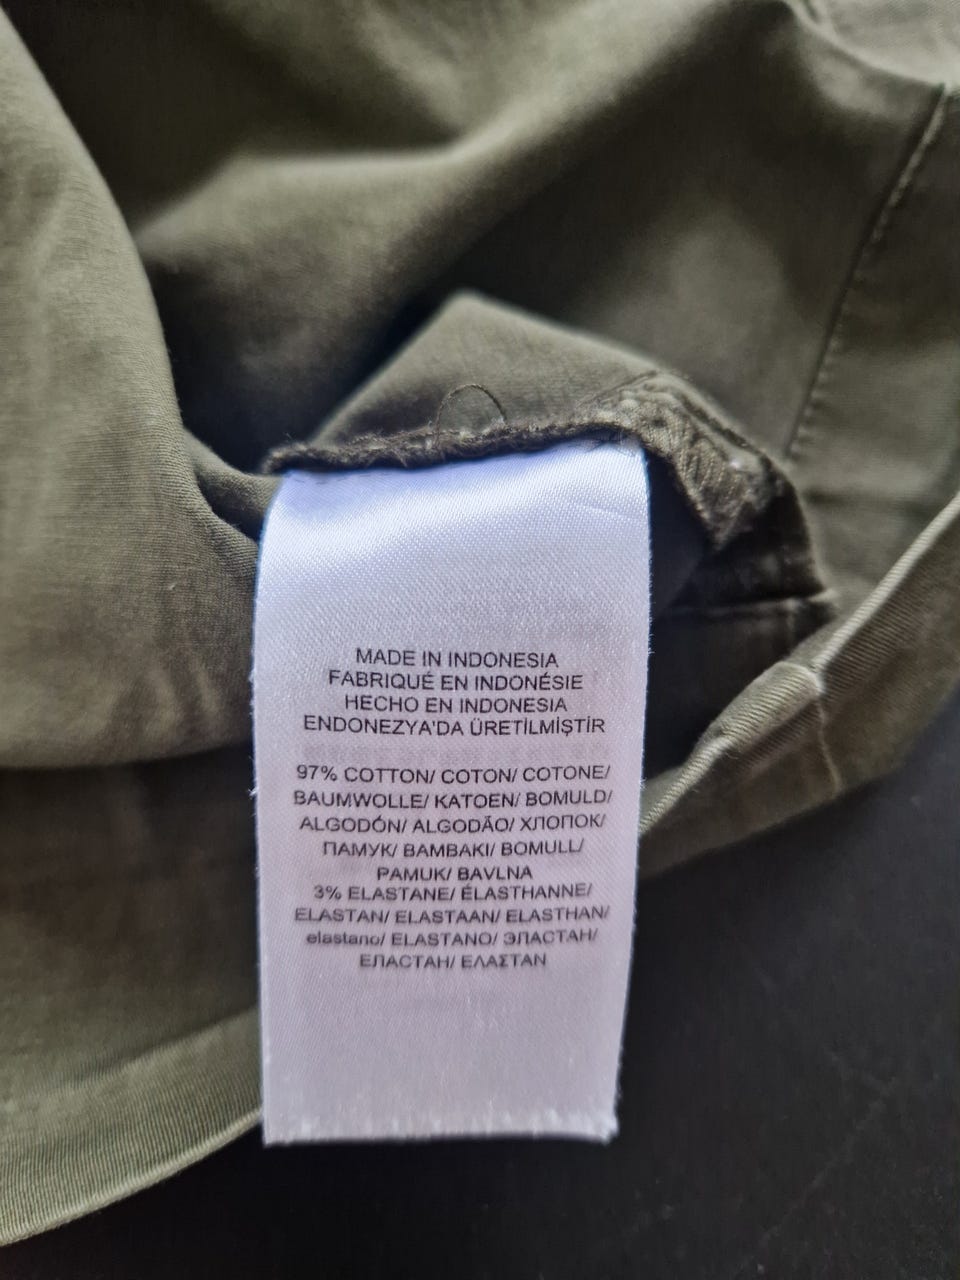 MADE IN INDONESIA
FABRIQUÉ EN INDONÉSIE
HECHO EN INDONESIA
ENDONEZYA'DA ÜRETİLMİŞTİR
97% COTTON/ COTON/ COTONE/
BAUMWOLLE/ KATOEN/ BOMULD/
ALGODÓN/ ALGODÃO/ ХЛОПОК/
ПАМУК/ BAMBAKI/ BOMULL/
PAMUK/ BAVLNA
3% ELASTANE/ ÉLASTHANNE/
ELASTAN/ ELASTAAN/ ELASTHAN/
elastano/ ELASTANO/ ЭЛАСТАН/
ЕЛАСТАН/ ΕΛΑΣΤΑΝ